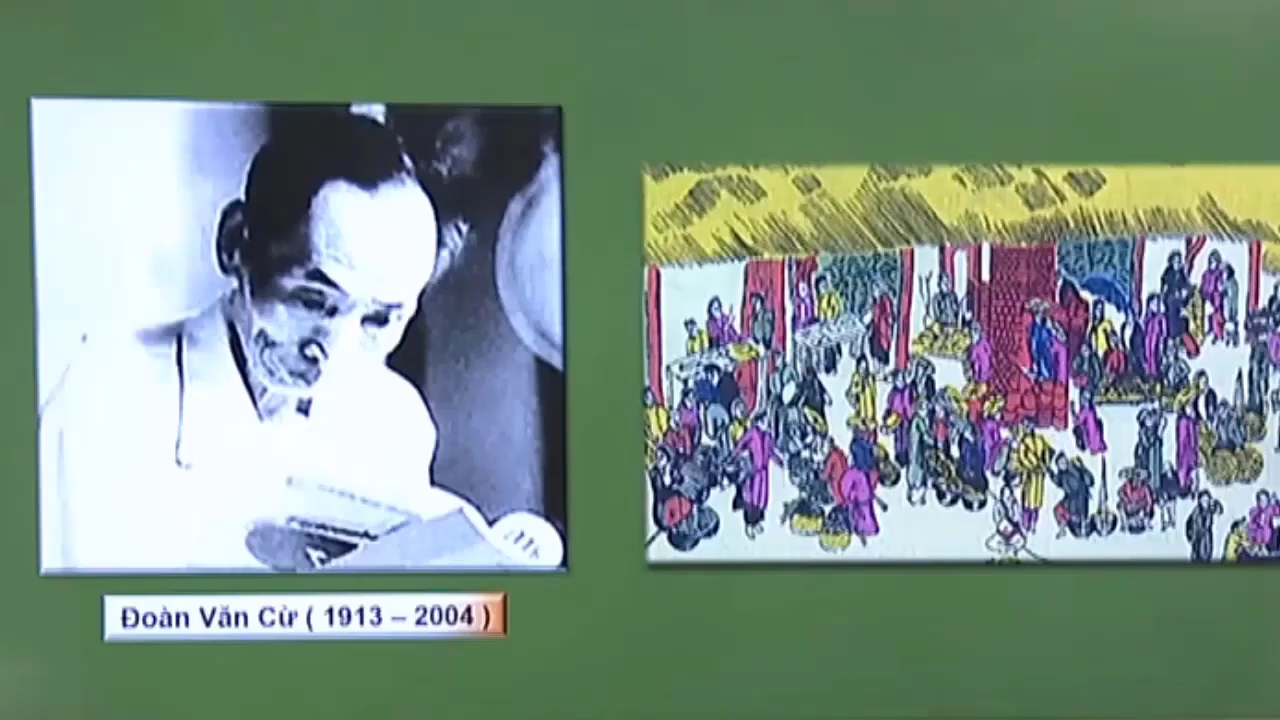 Đoàn Văn Cừ ( 1913 – 2004 )